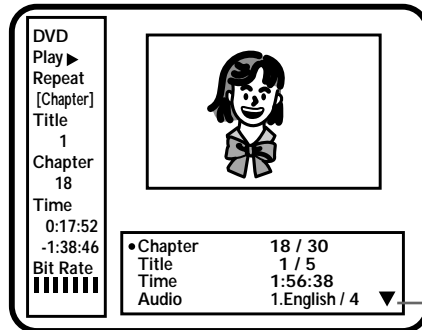 DVD
Play ▶
Repeat
[Chapter]
Title
1
Chapter
18
Time
0:17:52
-1:38:46
Bit Rate
•Chapter 18 / 30
Title 1 / 5
Time 1:56:38
Audio 1.English / 4 ▼